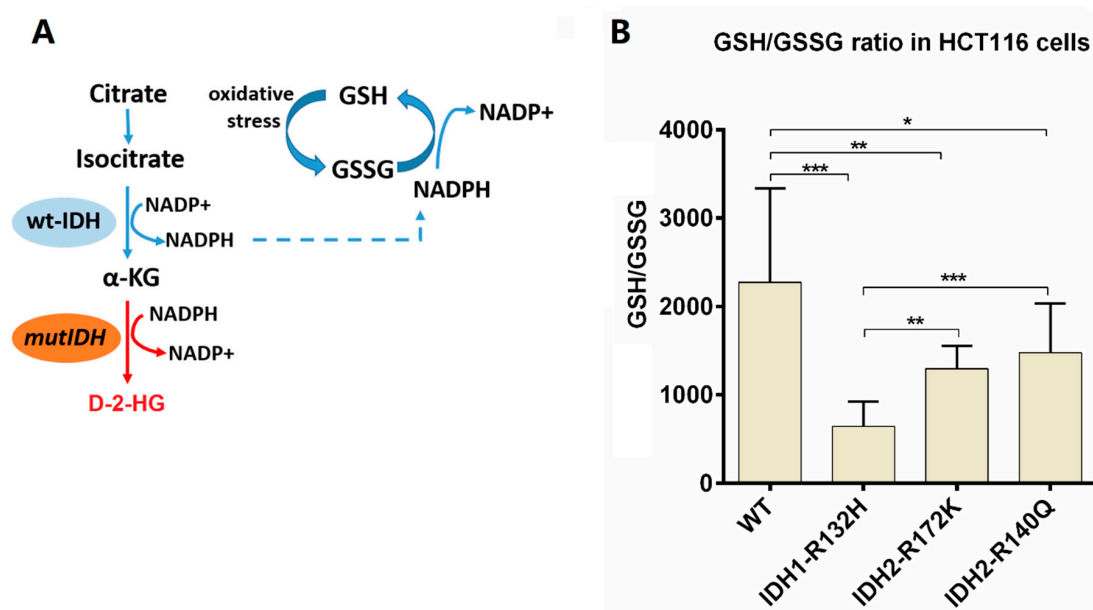 A
Citrate
Isocitrate
wt-IDH
NADP+
NADPH
α-KG
mutIDH
NADPH
NADP+
D-2-HG
oxidative
stress
GSH
GSSG
NADP+
NADPH
B
GSH/GSSG ratio in HCT116 cells
GSH/GSSG
4000
3000
2000
1000
0
*
**
***
***
**
WT
IDH1-R132H
IDH2-R172K
IDH2-R140Q